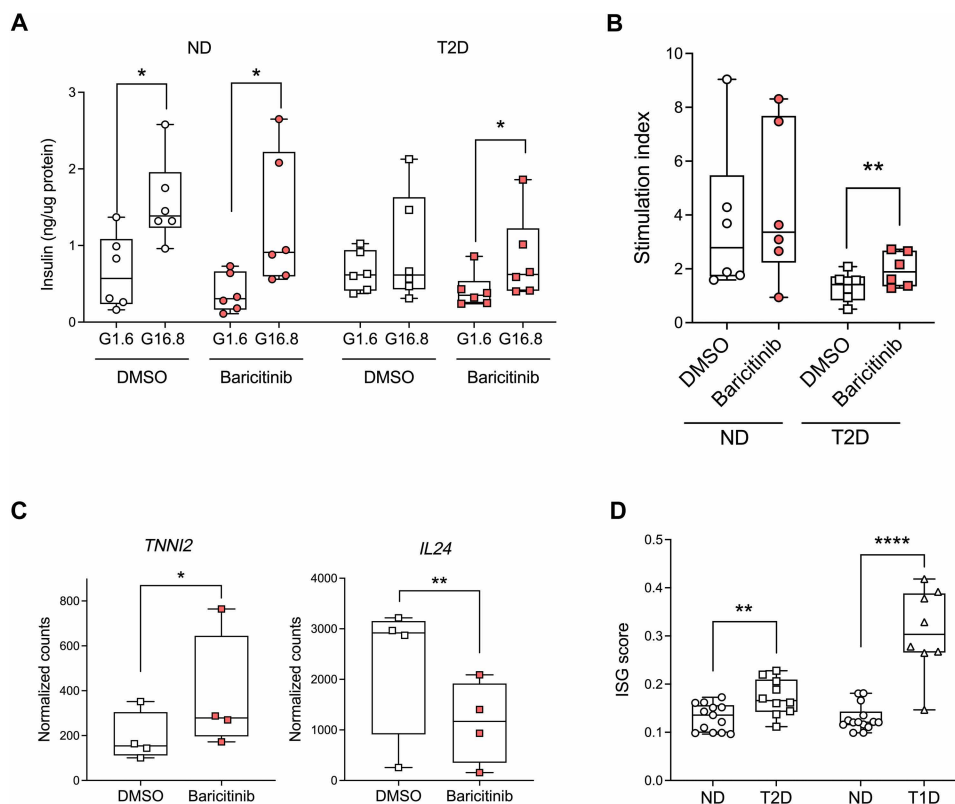 A
ND
T2D
*
*
*
Insulin (ng/ug protein)
3
2
1
0
G1.6 G16.8 G1.6 G16.8 G1.6 G16.8 G1.6 G16.8
DMSO Baricitinib DMSO Baricitinib
B
Stimulation index
10
8
6
4
2
0
**
DMSO
Baricitinib
DMSO
Baricitinib
ND T2D
C
TNNI2
*
Normalized counts
800
600
400
200
0
DMSO Baricitinib
IL24
**
Normalized counts
4000
3000
2000
1000
0
DMSO Baricitinib
D
ISG score
0.5
0.4
0.3
0.2
0.1
0.0
**
****
ND T2D ND T1D